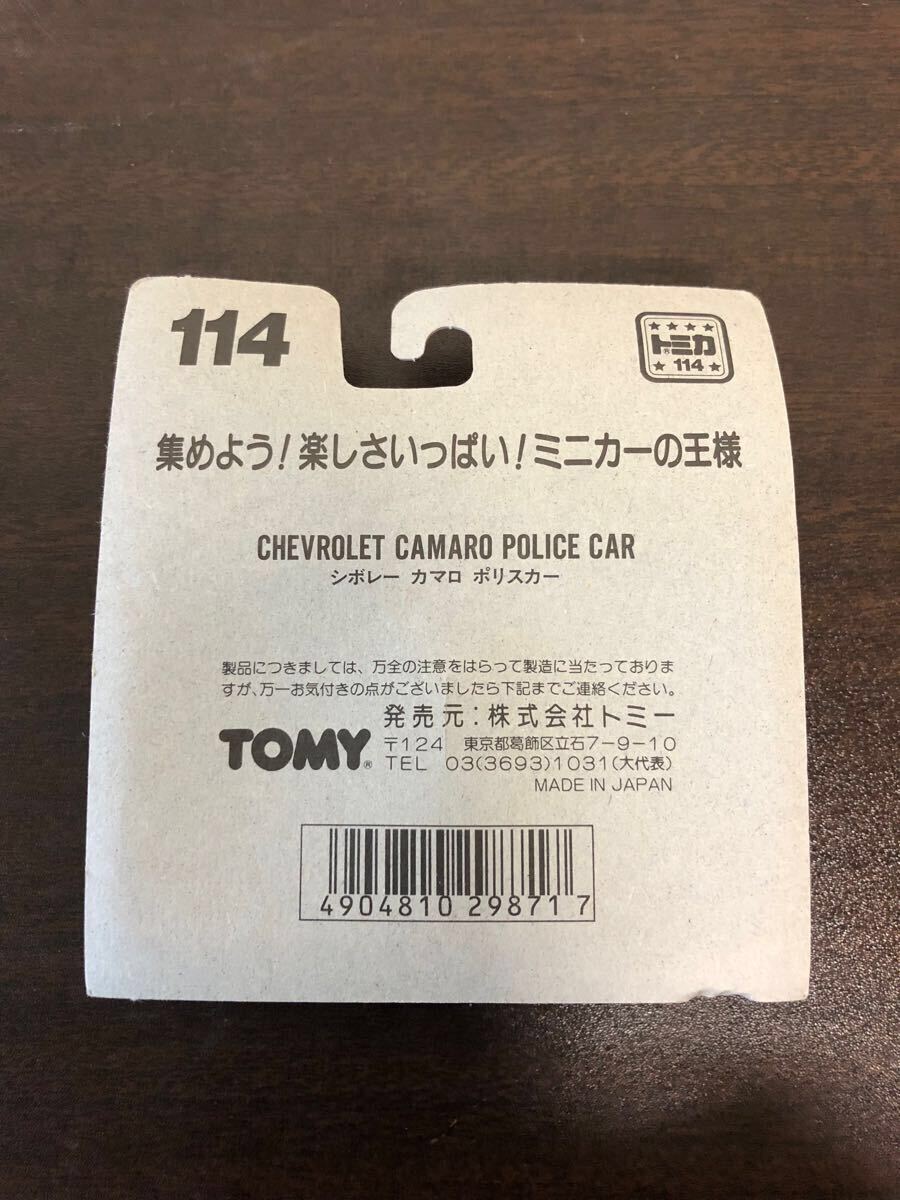 114
トミカ
®
114
集めよう!楽しさいっぱい!ミニカーの王様
CHEVROLET CAMARO POLICE CAR
シボレー カマロ ポリスカー
製品につきましては、万全の注意をはらって製造に当たっておりま
すが、万一お気付きの点がございましたら下記までご連絡ください。
発売元:株式会社トミー
TOMY®
〒124 東京都葛飾区立石7-9-10
TEL 03(3693)1031(大代表)
MADE IN JAPAN
4904810 298717